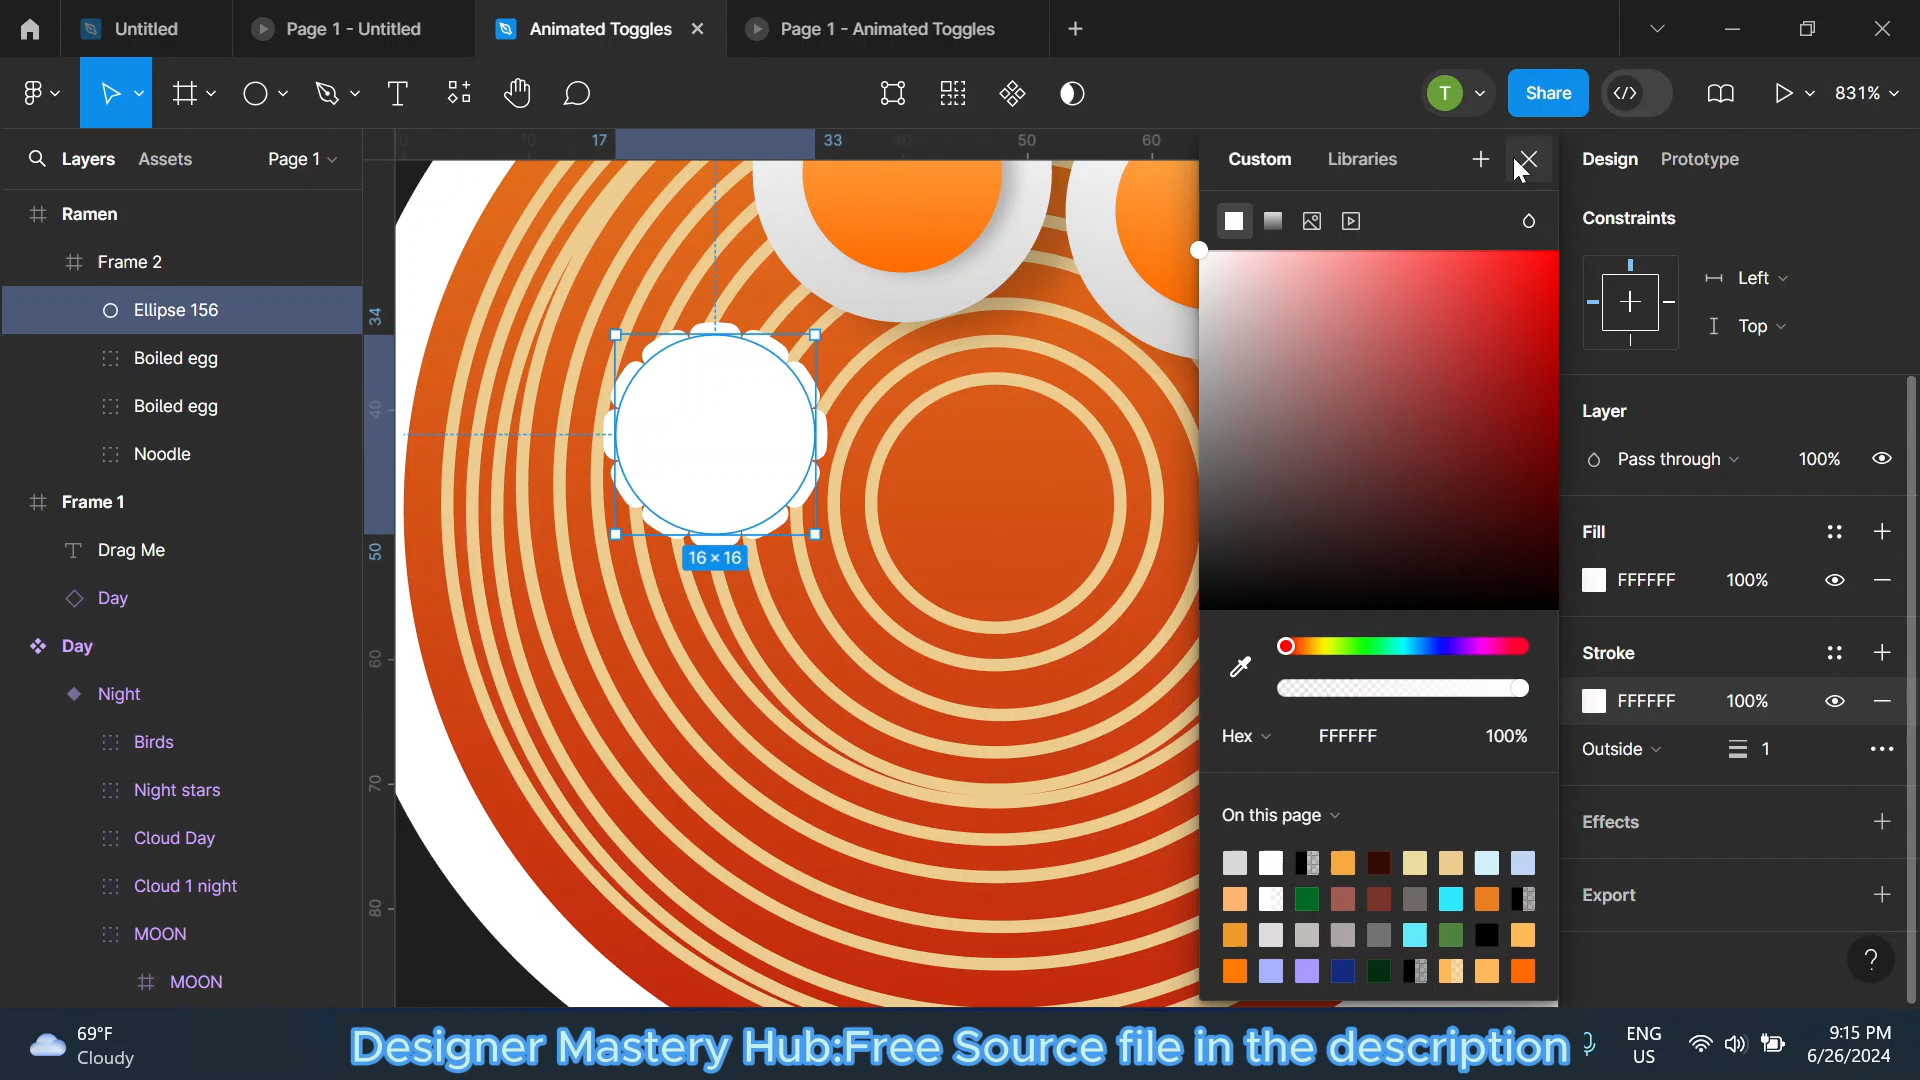 Untitled
Page 1 - Untitled
Animated Toggles
Page 1 - Animated Toggles
T
Share
831%
Layers
Assets
Page 1
Ramen
Frame 2
Ellipse 156
Boiled egg
Boiled egg
Noodle
Frame 1
Drag Me
Day
Day
Night
Birds
Night stars
Cloud Day
Cloud 1 night
MOON
MOON
10
17
33
40
50
60
34
40
50
60
70
80
16 × 16
Custom
Libraries
Hex
FFFFFF
100%
On this page
Design
Prototype
Constraints
Left
Top
Layer
Pass through
100%
Fill
FFFFFF
100%
Stroke
FFFFFF
100%
Outside
1
Effects
Export
?
69°F
Cloudy
Designer Mastery Hub:Free Source file in the description
ENG
US
9:15 PM
6/26/2024